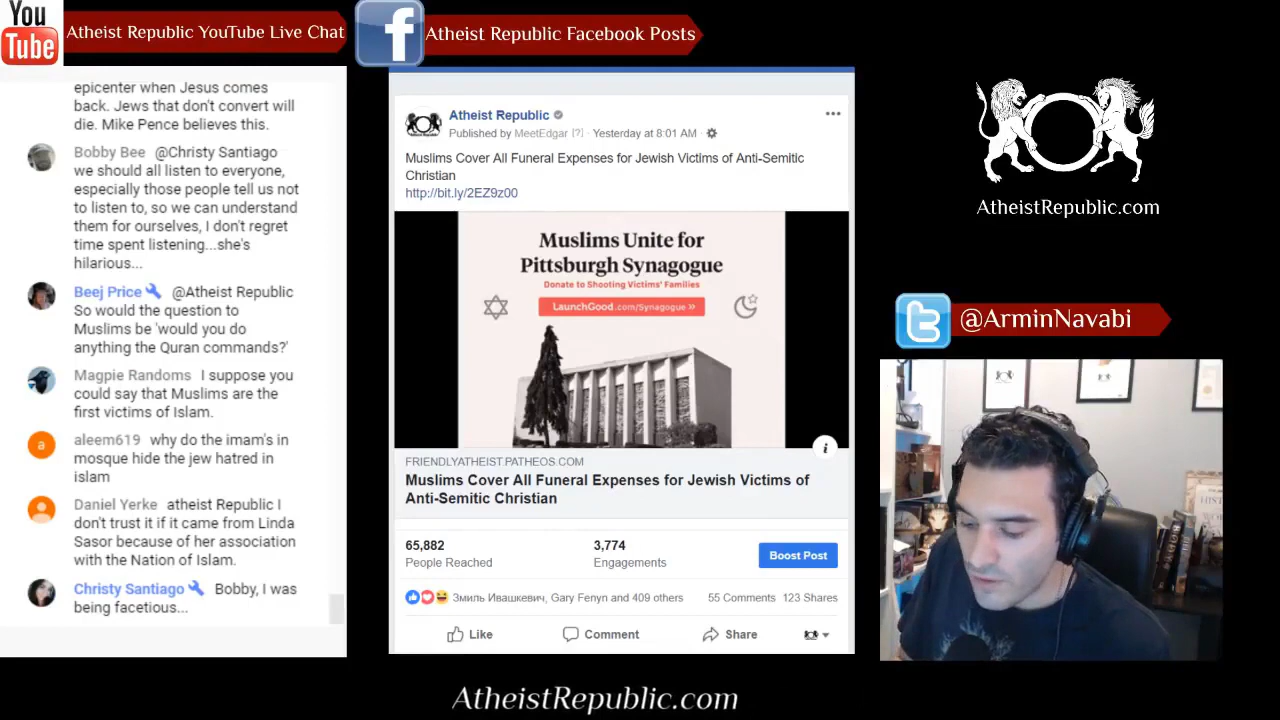 You
Tube
Atheist Republic YouTube Live Chat
Atheist Republic Facebook Posts
epicenter when Jesus comes
back. Jews that don't convert will
die. Mike Pence believes this.
Bobby Bee @Christy Santiago
we should all listen to everyone,
especially those people tell us not
to listen to, so we can understand
them for ourselves, I don't regret
time spent listening...she's
hilarious...
Beej Price @Atheist Republic
So would the question to
Muslims be 'would you do
anything the Quran commands?'
Magpie Randoms I suppose you
could say that Muslims are the
first victims of Islam.
a
aleem619 why do the imam's in
mosque hide the jew hatred in
islam
Daniel Yerke atheist Republic I
don't trust it if it came from Linda
Sasor because of her association
with the Nation of Islam.
Christy Santiago Bobby, I was
being facetious...
Atheist Republic
Published by MeetEdgar [?] · Yesterday at 8:01 AM ·
Muslims Cover All Funeral Expenses for Jewish Victims of Anti-Semitic
Christian
http://bit.ly/2EZ9z00
Muslims Unite for
Pittsburgh Synagogue
Donate to Shooting Victims' Families
LaunchGood.com/Synagogue »
i
FRIENDLYATHEIST.PATHEOS.COM
Muslims Cover All Funeral Expenses for Jewish Victims of
Anti-Semitic Christian
65,882
People Reached
3,774
Engagements
Boost Post
Змиль Ивашкевич, Gary Fenyn and 409 others
55 Comments 123 Shares
Like Comment Share
AtheistRepublic.com
@ArminNavabi
AtheistRepublic.com